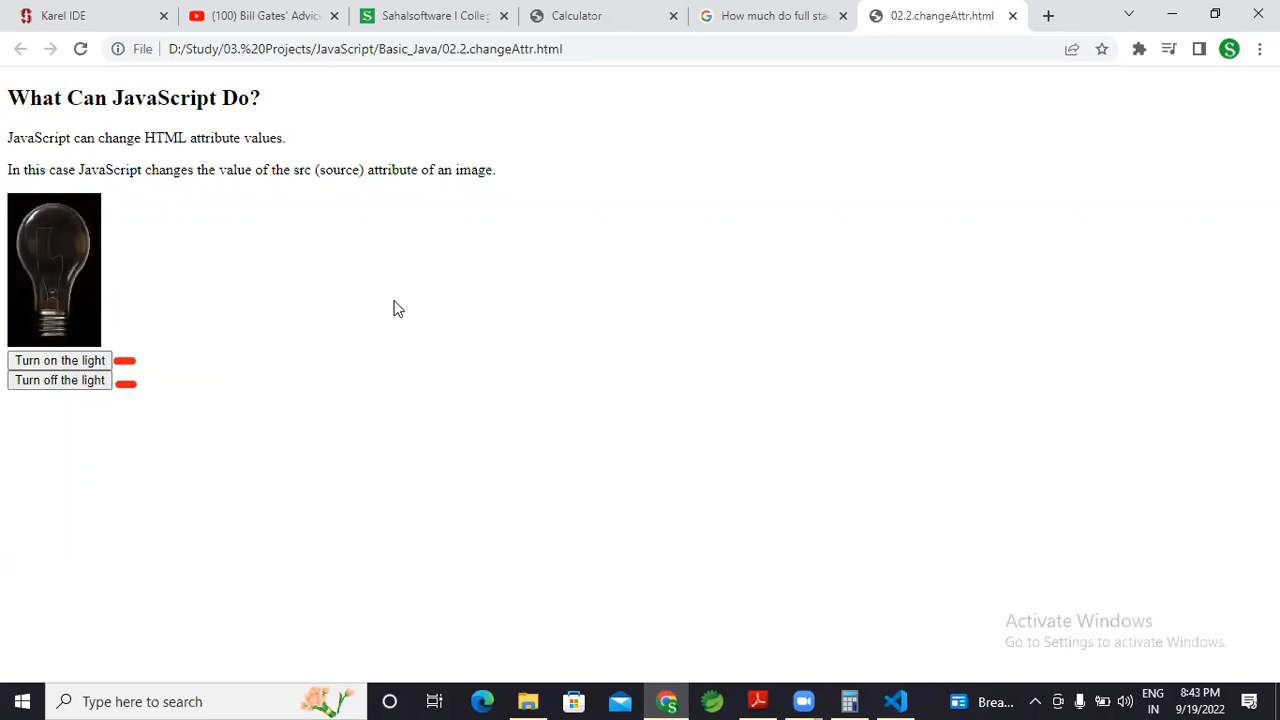 Karel IDE
(100) Bill Gates' Advice
Sahalsoftware I Colleg
Calculator
How much do full stac
02.2.changeAttr.html
File
D:/Study/03.%20Projects/JavaScript/Basic_Java/02.2.changeAttr.html
S
What Can JavaScript Do?
JavaScript can change HTML attribute values.
In this case JavaScript changes the value of the src (source) attribute of an image.
Turn on the light
Turn off the light
Activate Windows
Go to Settings to activate Windows.
Type here to search
Brea...
ENG
IN
8:43 PM
9/19/2022